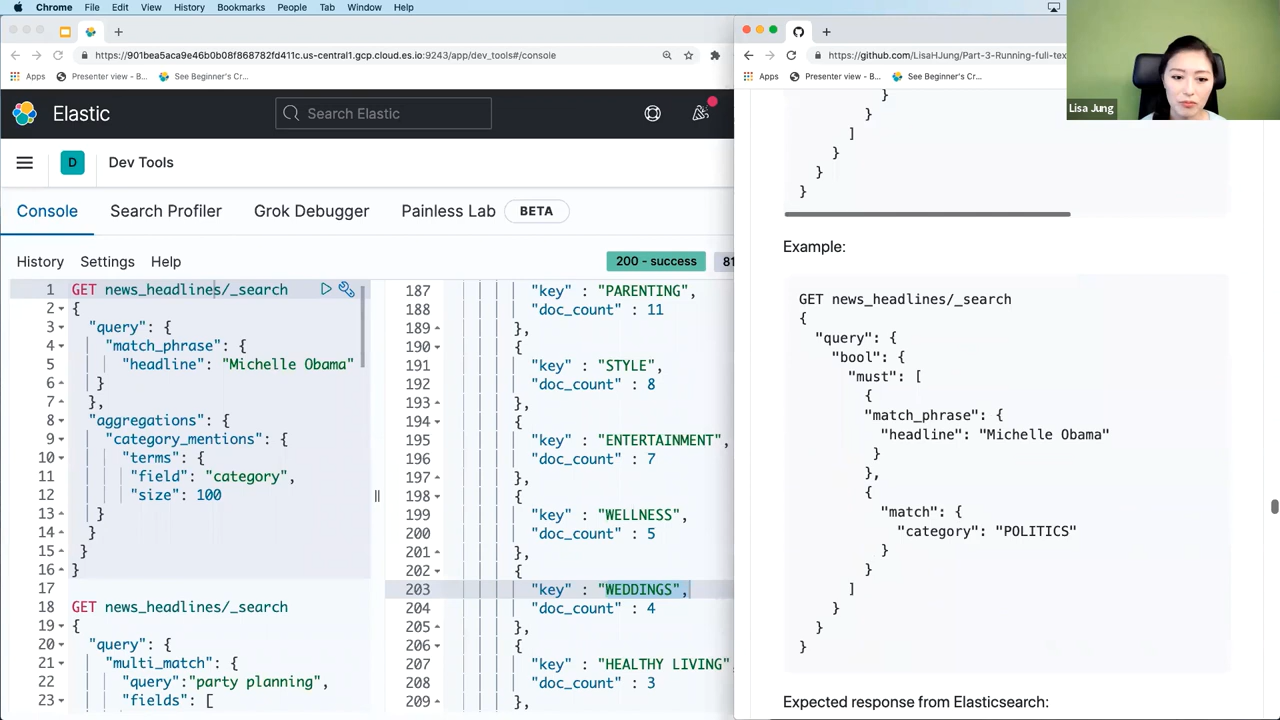 Chrome File Edit View History Bookmarks People Tab Window Help
https://901bea5aca9e46b0b08f868782fd411c.us-central1.gcp.cloud.es.io:9243/app/dev_tools#/console
Apps Presenter view - B... See Beginner's Cr...
Elastic
Search Elastic
D Dev Tools
Console Search Profiler Grok Debugger Painless Lab BETA
History Settings Help
200 - success 81
1 GET news_headlines/_search
2 {
3 "query": {
4 "match_phrase": {
5 "headline": "Michelle Obama"
6 }
7 },
8 "aggregations": {
9 "category_mentions": {
10 "terms": {
11 "field": "category",
12 "size": 100
13 }
14 }
15 }
16 }
17
18 GET news_headlines/_search
19 {
20 "query": {
21 "multi_match": {
22 "query":"party planning",
23 "fields": [
187 "key" : "PARENTING",
188 "doc_count" : 11
189 },
190 {
191 "key" : "STYLE",
192 "doc_count" : 8
193 },
194 {
195 "key" : "ENTERTAINMENT",
196 "doc_count" : 7
197 },
198 {
199 "key" : "WELLNESS",
200 "doc_count" : 5
201 },
202 {
203 "key" : "WEDDINGS",
204 "doc_count" : 4
205 },
206 {
207 "key" : "HEALTHY LIVING",
208 "doc_count" : 3
209 },
https://github.com/LisaHJung/Part-3-Running-full-tex
Apps Presenter view - B... See Beginner's Cr...
Lisa Jung
}
}
]
}
}
}
Example:
GET news_headlines/_search
{
"query": {
"bool": {
"must": [
{
"match_phrase": {
"headline": "Michelle Obama"
}
},
{
"match": {
"category": "POLITICS"
}
}
]
}
}
}
Expected response from Elasticsearch: